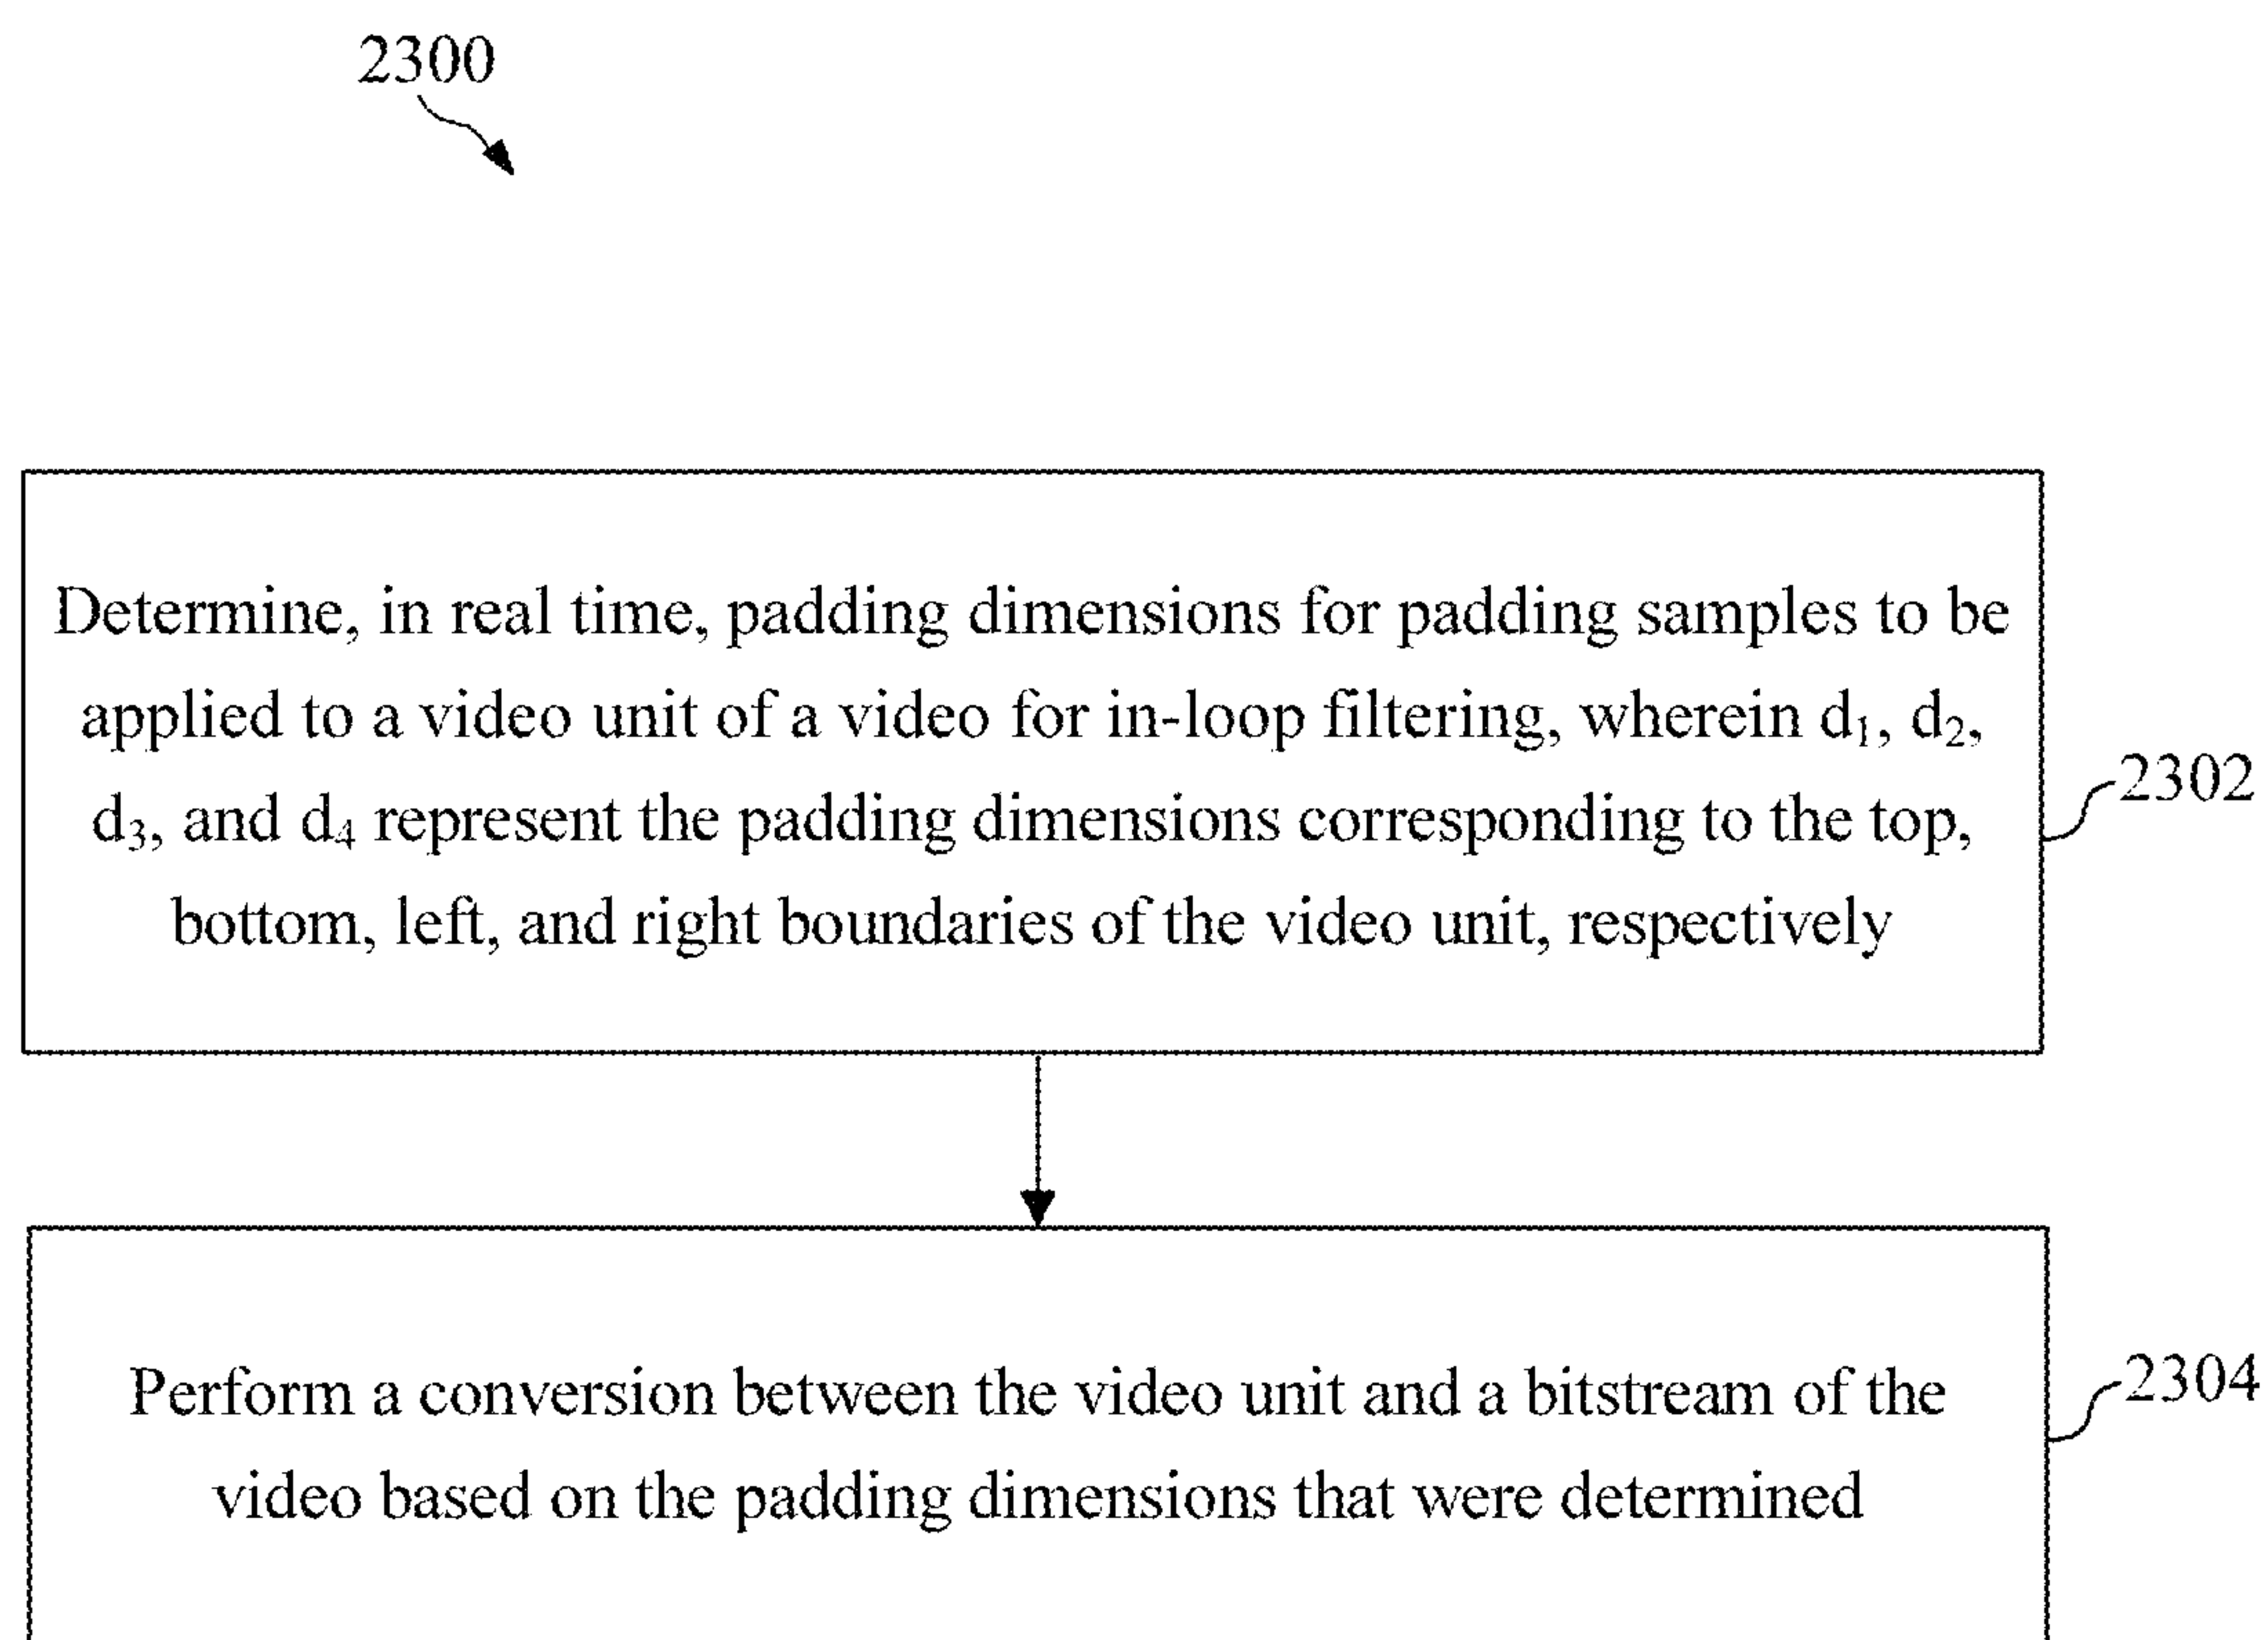 2300
Determine, in real time, padding dimensions for padding samples to be
applied to a video unit of a video for in-loop filtering, wherein d₁, d₂,
d₃, and d₄ represent the padding dimensions corresponding to the top,
bottom, left, and right boundaries of the video unit, respectively
2302
Perform a conversion between the video unit and a bitstream of the
video based on the padding dimensions that were determined
2304